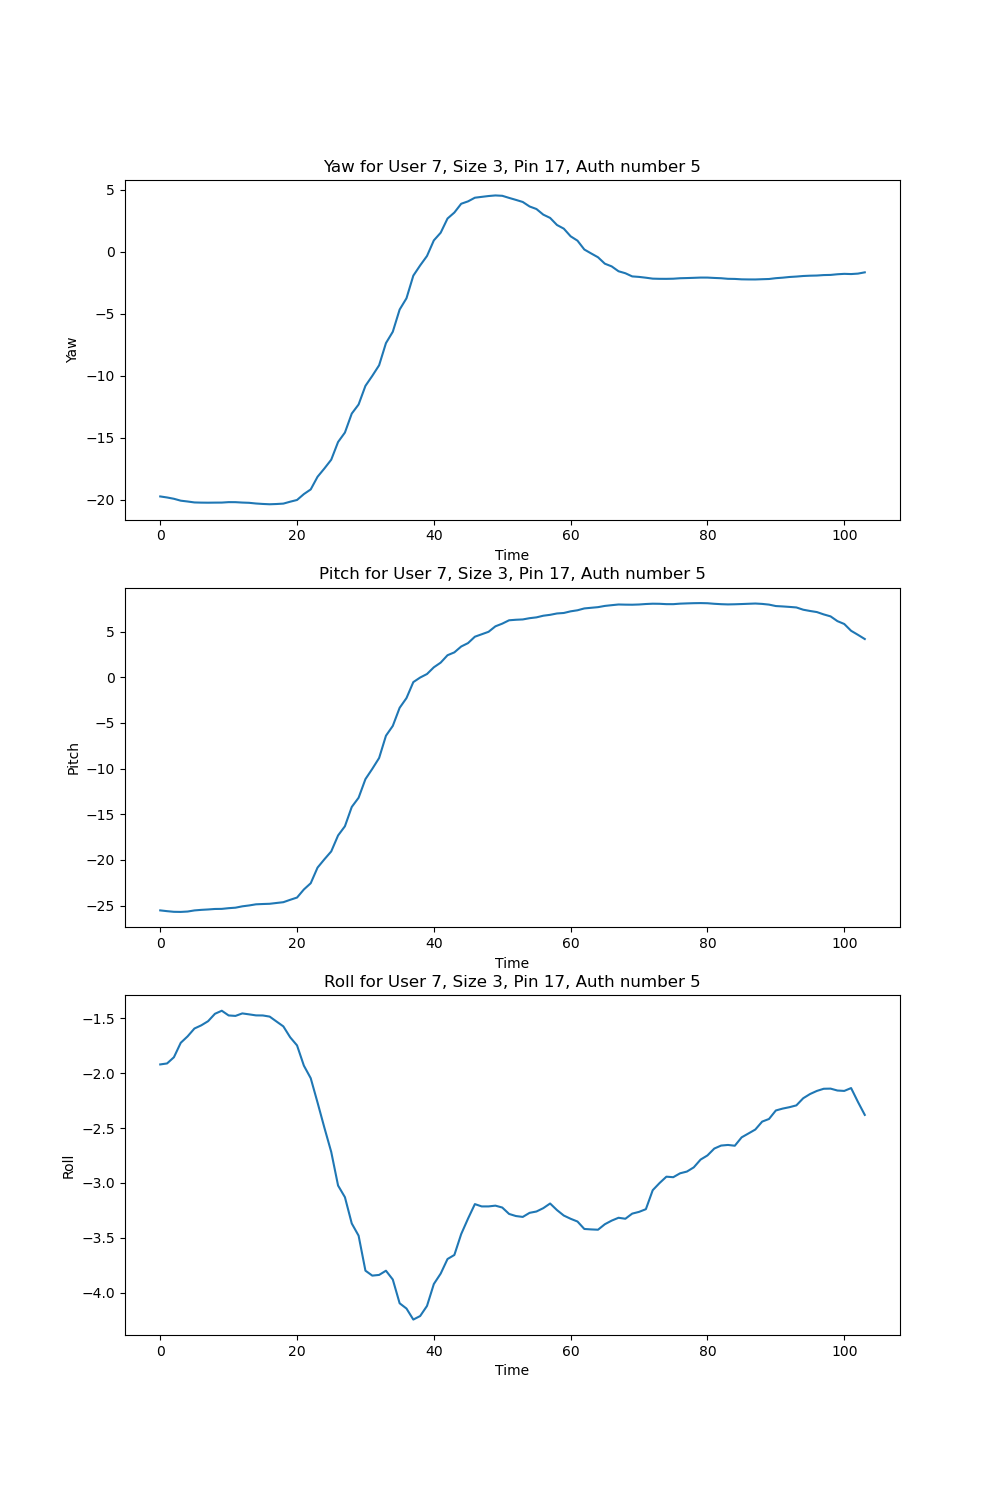 Yaw for User 7, Size 3, Pin 17, Auth number 5
5
0
−5
−10
−15
−20
Yaw
0 20 40 60 80 100
Time
Pitch for User 7, Size 3, Pin 17, Auth number 5
5
0
−5
−10
−15
−20
−25
Pitch
0 20 40 60 80 100
Time
Roll for User 7, Size 3, Pin 17, Auth number 5
−1.5
−2.0
−2.5
−3.0
−3.5
−4.0
Roll
0 20 40 60 80 100
Time